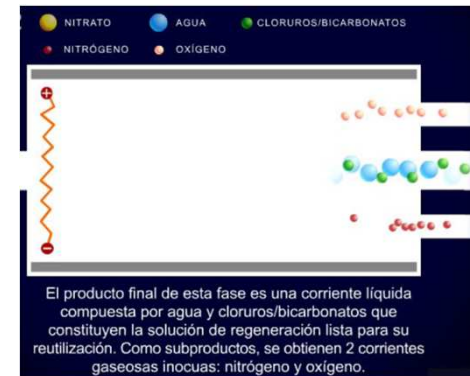 NITRATO AGUA CLORUROS/BICARBONATOS
NITRÓGENO OXÍGENO
+
−
El producto final de esta fase es una corriente líquida
compuesta por agua y cloruros/bicarbonatos que
constituyen la solución de regeneración lista para su
reutilización. Como subproductos, se obtienen 2 corrientes
gaseosas inocuas: nitrógeno y oxígeno.